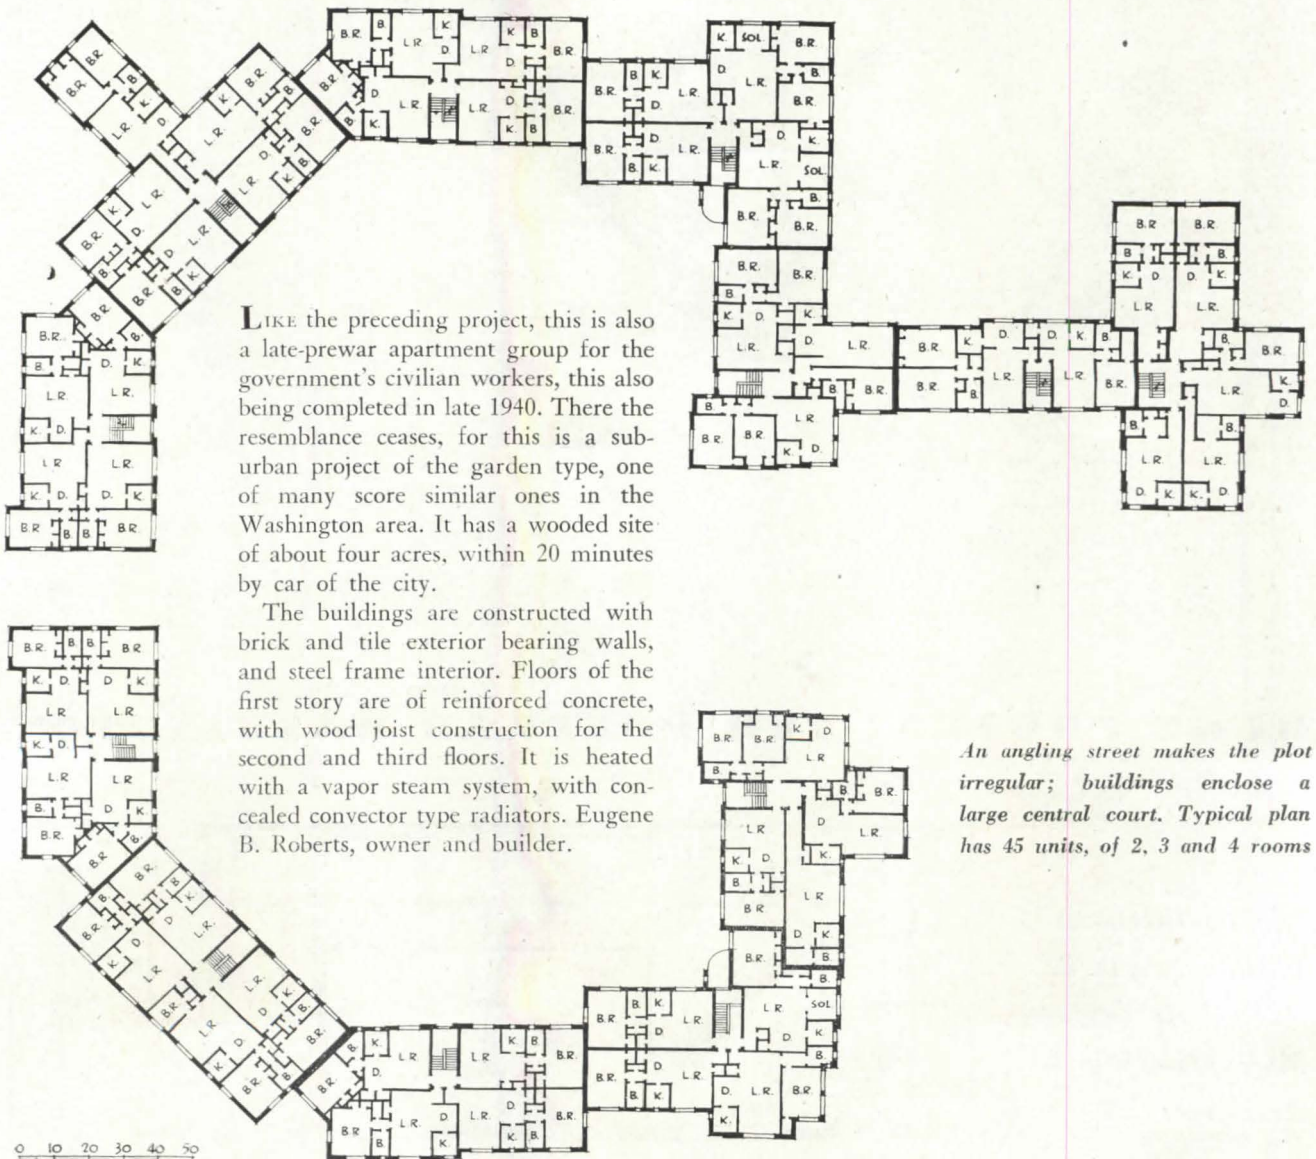 B.R. B. L.R. K. D. L.R. K. D. B. B.R.
B.R. B. D. K. L.R. L.R. D. K. B. B.R.
K. SOL. B.R.
D. L.R. B.
B.R.
B.R. B. K. D. L.R.
B.R. B. D. K. L.R.
D. K.
L.R. SOL.
B.
B.R. B.R.
B.R.
B.R. B.
K.
L.R. D.
B.R.
K. B.
L.R.
B.R.
D. B.
L.R. K.
B.R. K. L.R.
D. D. L.R.
B.R. B. K.
B.R. B.
B.R. B.R.
B. B.
K. D. L.R.
L.R.
K. D.
L.R. L.R.
K. D. D. K.
B.R. B. B. B.R.
B.R. B.R.
B.
K. D. K.
L.R. D. L.R.
B. B.R.
B. L.R.
B.R. B.R. K. D.
B.R. K. D. D. K. B.
B.R. B. L.R. L.R. B.R.
B.R. B.R.
B. B.
K. D. D. K.
L.R. L.R.
B. B.R.
L.R. K.
D.
B. B.
L.R. L.R.
D. K. K. D.
LIKE the preceding project, this is also
a late-prewar apartment group for the
government's civilian workers, this also
being completed in late 1940. There the
resemblance ceases, for this is a sub-
urban project of the garden type, one
of many score similar ones in the
Washington area. It has a wooded site
of about four acres, within 20 minutes
by car of the city.
The buildings are constructed with
brick and tile exterior bearing walls,
and steel frame interior. Floors of the
first story are of reinforced concrete,
with wood joist construction for the
second and third floors. It is heated
with a vapor steam system, with con-
cealed convector type radiators. Eugene
B. Roberts, owner and builder.
B.R. B. B. B.R.
K. D. D K.
L.R L.R
K. D.
L.R L.R.
B. D K.
B.R. B.R. B.
B.R. B. K.
B.R. D. D L.R.
K. L.R.
B.R. L.R. K.
L.R. D B.
B.R. D. B.R.
B.R. B.
B. K. L.R. L.R. K. B. B.R.
B.R. D.
B.R. L.R. D L.R. D. B.R.
B. K. K. B.
B.R. B.R. K. D
B. L.R
B. B.R.
L.R. D L.R.
K. D. K.
B L.R
B.R D K.
B.
B.R. B.
B.R. B. K. L.R. L.R. SOL
D D K.
B.R. D L.R. B.
B. K. D. L.R. B.R.
K.
An angling street makes the plot
irregular; buildings enclose a
large central court. Typical plan
has 45 units, of 2, 3 and 4 rooms
0 10 20 30 40 50